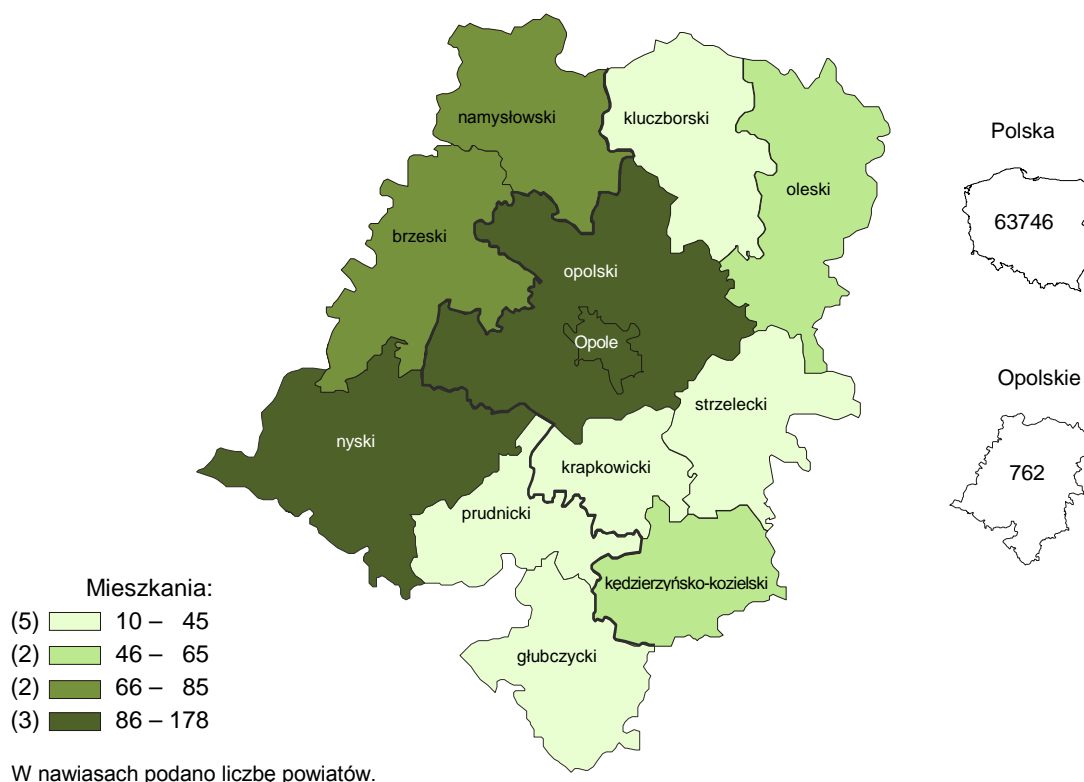 namysłowski
kluczborski
Polska
oleski
63746
brzeski
opolski
Opole
Opolskie
strzelecki
nyski
krapkowicki
762
prudnicki
kędzierzyńsko-kozielski
Mieszkania:
(5) 10 – 45
(2) 46 – 65
głubczycki
(2) 66 – 85
(3) 86 – 178
W nawiasach podano liczbę powiatów.